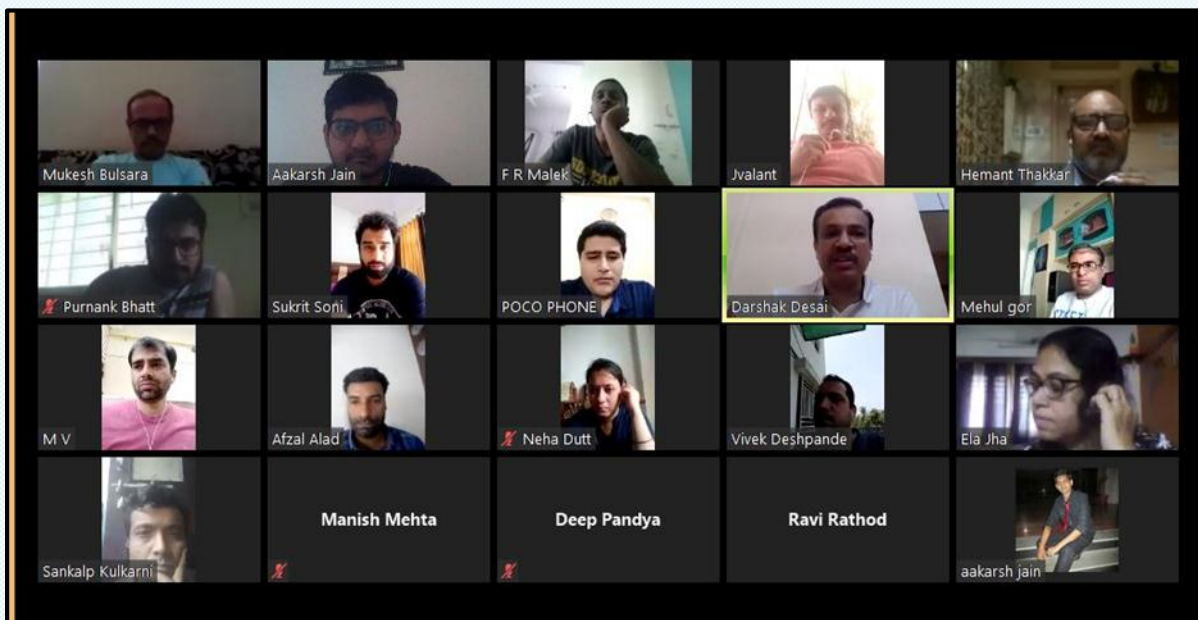 Mukesh Bulsara
Aakarsh Jain
F R Malek
Jvalant
Hemant Thakkar
Purnank Bhatt
Sukrit Soni
POCO PHONE
Darshak Desai
Mehul gor
M V
Afzal Alad
Neha Dutt
Vivek Deshpande
Ela Jha
Sankalp Kulkarni
Manish Mehta
Deep Pandya
Ravi Rathod
aakarsh jain